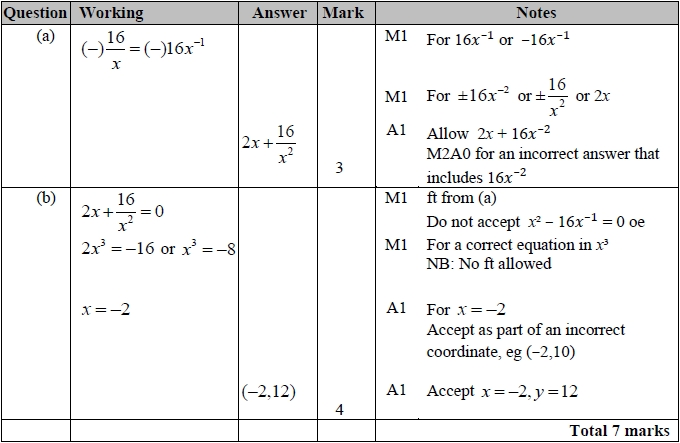 Question Working Answer Mark Notes
(a) (−)16/x = (−)16x⁻¹ M1 For 16x⁻¹ or −16x⁻¹
M1 For ±16x⁻² or ±16/x² or 2x
2x + 16/x² 3 A1 Allow 2x + 16x⁻²
M2A0 for an incorrect answer that
includes 16x⁻²
(b) 2x + 16/x² = 0 M1 ft from (a)
Do not accept x² − 16x⁻¹ = 0 oe
2x³ = −16 or x³ = −8 M1 For a correct equation in x³
NB: No ft allowed
x = −2 A1 For x = −2
Accept as part of an incorrect
coordinate, eg (−2,10)
(−2,12) 4 A1 Accept x = −2, y = 12
Total 7 marks